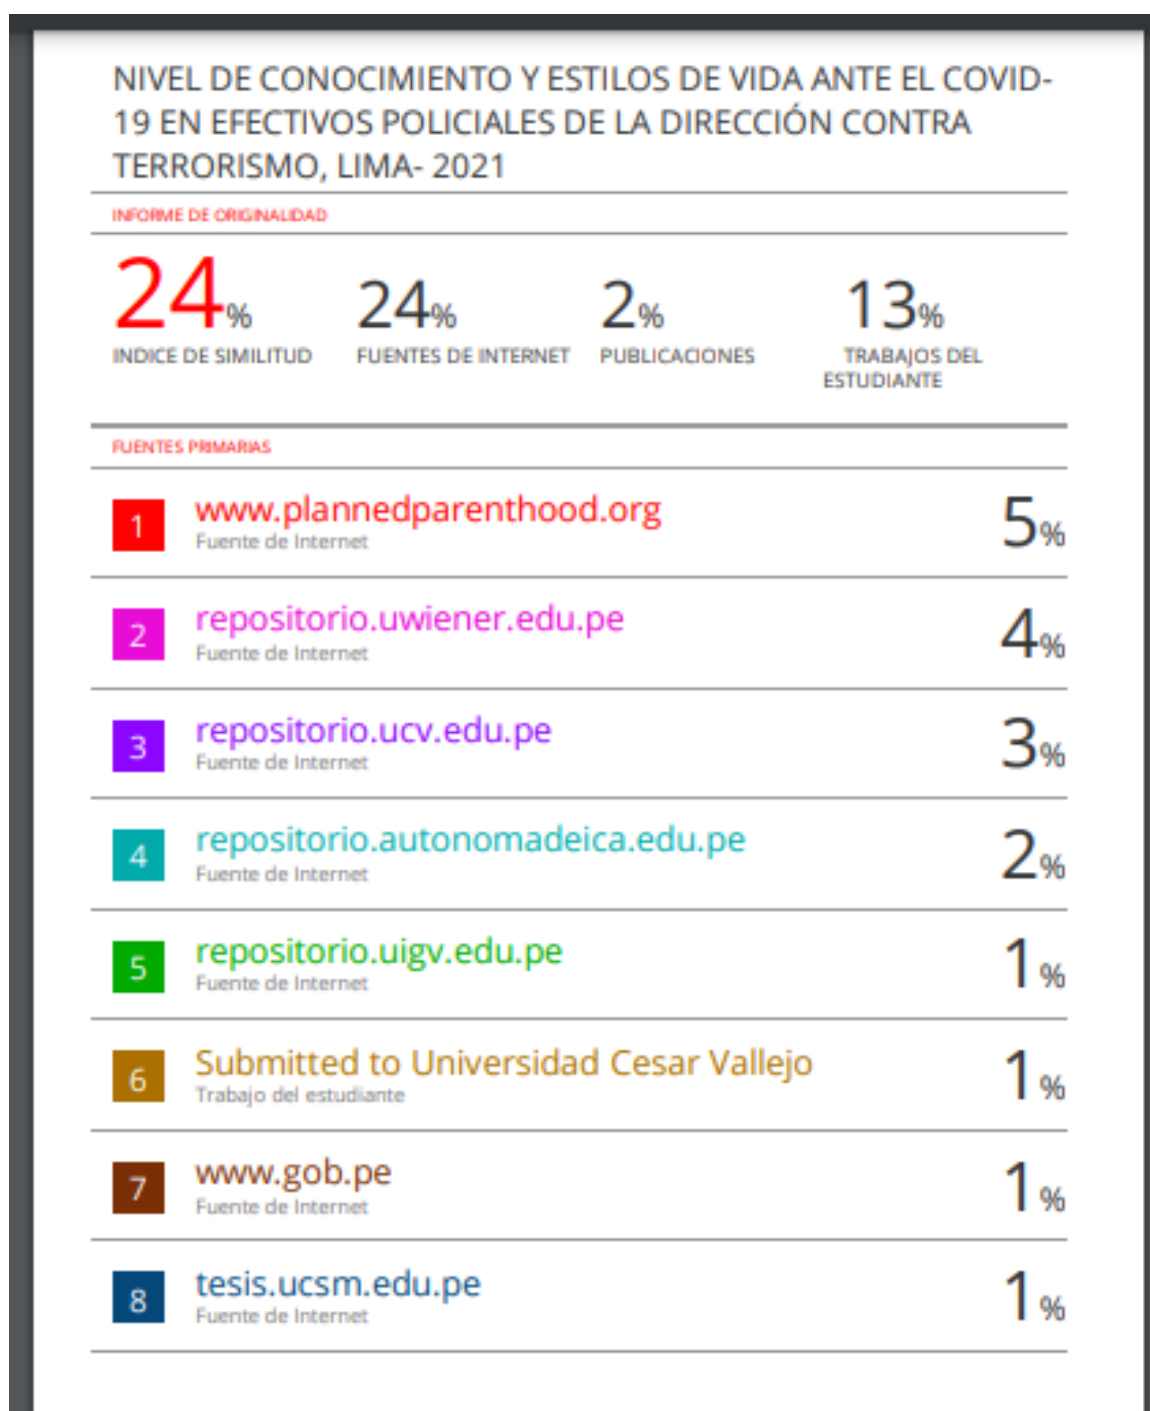 NIVEL DE CONOCIMIENTO Y ESTILOS DE VIDA ANTE EL COVID-
19 EN EFECTIVOS POLICIALES DE LA DIRECCIÓN CONTRA
TERRORISMO, LIMA- 2021
INFORME DE ORIGINALIDAD
24% 24% 2% 13%
INDICE DE SIMILITUD FUENTES DE INTERNET PUBLICACIONES TRABAJOS DEL
ESTUDIANTE
FUENTES PRIMARIAS
1 www.plannedparenthood.org 5%
Fuente de Internet
2 repositorio.uwiener.edu.pe 4%
Fuente de Internet
3 repositorio.ucv.edu.pe 3%
Fuente de Internet
4 repositorio.autonomadeica.edu.pe 2%
Fuente de Internet
5 repositorio.uigv.edu.pe 1%
Fuente de Internet
6 Submitted to Universidad Cesar Vallejo 1%
Trabajo del estudiante
7 www.gob.pe 1%
Fuente de Internet
8 tesis.ucsm.edu.pe 1%
Fuente de Internet